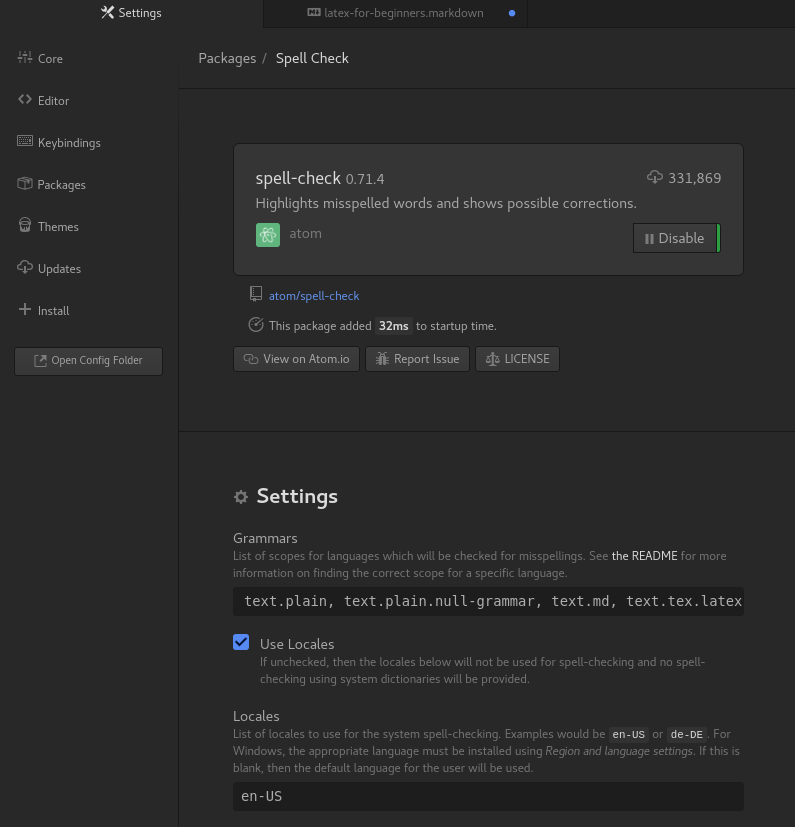 Settings
latex-for-beginners.markdown
Core
Editor
Keybindings
Packages
Themes
Updates
Install
Open Config Folder
Packages / Spell Check
spell-check 0.71.4
331,869
Highlights misspelled words and shows possible corrections.
atom
Disable
atom/spell-check
This package added 32ms to startup time.
View on Atom.io
Report Issue
LICENSE
Settings
Grammars
List of scopes for languages which will be checked for misspellings. See the README for more
information on finding the correct scope for a specific language.
text.plain, text.plain.null-grammar, text.md, text.tex.latex
Use Locales
If unchecked, then the locales below will not be used for spell-checking and no spell-
checking using system dictionaries will be provided.
Locales
List of locales to use for the system spell-checking. Examples would be en-US or de-DE. For
Windows, the appropriate language must be installed using Region and language settings. If this is
blank, then the default language for the user will be used.
en-US